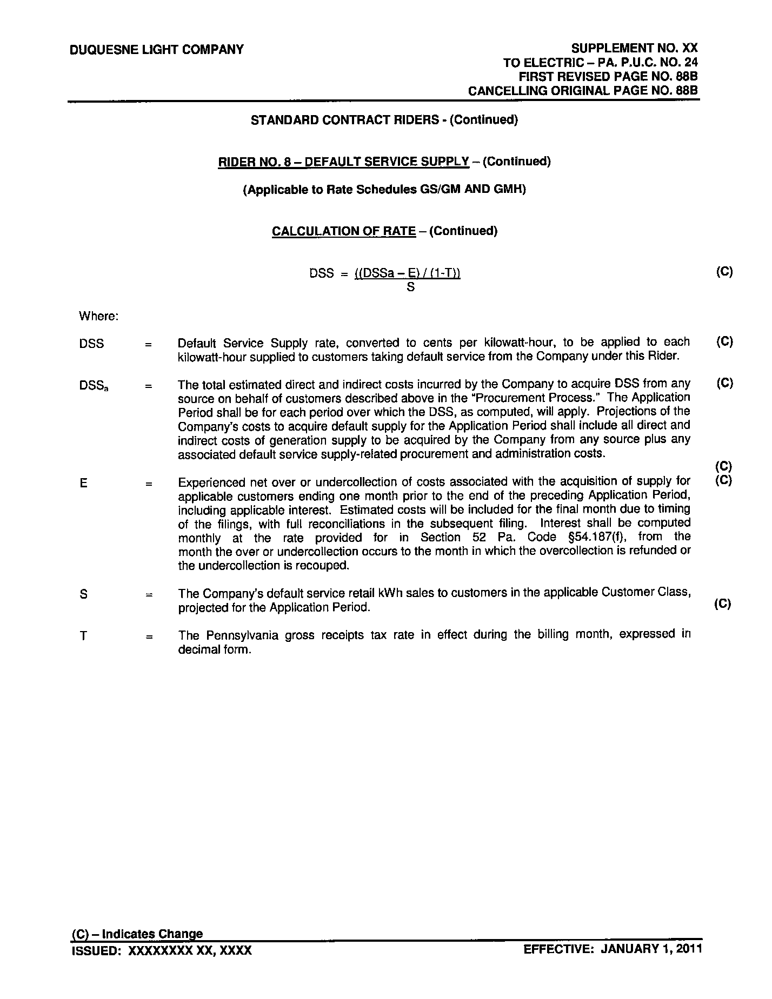 DUQUESNE LIGHT COMPANY
SUPPLEMENT NO. XX
TO ELECTRIC – PA. P.U.C. NO. 24
FIRST REVISED PAGE NO. 88B
CANCELLING ORIGINAL PAGE NO. 88B
STANDARD CONTRACT RIDERS - (Continued)
RIDER NO. 8 – DEFAULT SERVICE SUPPLY – (Continued)
(Applicable to Rate Schedules GS/GM AND GMH)
CALCULATION OF RATE – (Continued)
DSS = ((DSSa – E) / (1-T)) (C)
S
Where:
DSS = Default Service Supply rate, converted to cents per kilowatt-hour, to be applied to each (C)
kilowatt-hour supplied to customers taking default service from the Company under this Rider.
DSSa = The total estimated direct and indirect costs incurred by the Company to acquire DSS from any (C)
source on behalf of customers described above in the "Procurement Process." The Application
Period shall be for each period over which the DSS, as computed, will apply. Projections of the
Company's costs to acquire default supply for the Application Period shall include all direct and
indirect costs of generation supply to be acquired by the Company from any source plus any
associated default service supply-related procurement and administration costs.
(C)
E = Experienced net over or undercollection of costs associated with the acquisition of supply for (C)
applicable customers ending one month prior to the end of the preceding Application Period,
including applicable interest. Estimated costs will be included for the final month due to timing
of the filings, with full reconciliations in the subsequent filing. Interest shall be computed
monthly at the rate provided for in Section 52 Pa. Code §54.187(f), from the
month the over or undercollection occurs to the month in which the overcollection is refunded or
the undercollection is recouped.
S = The Company's default service retail kWh sales to customers in the applicable Customer Class,
projected for the Application Period. (C)
T = The Pennsylvania gross receipts tax rate in effect during the billing month, expressed in
decimal form.
(C) – Indicates Change
ISSUED: XXXXXXXX XX, XXXX
EFFECTIVE: JANUARY 1, 2011